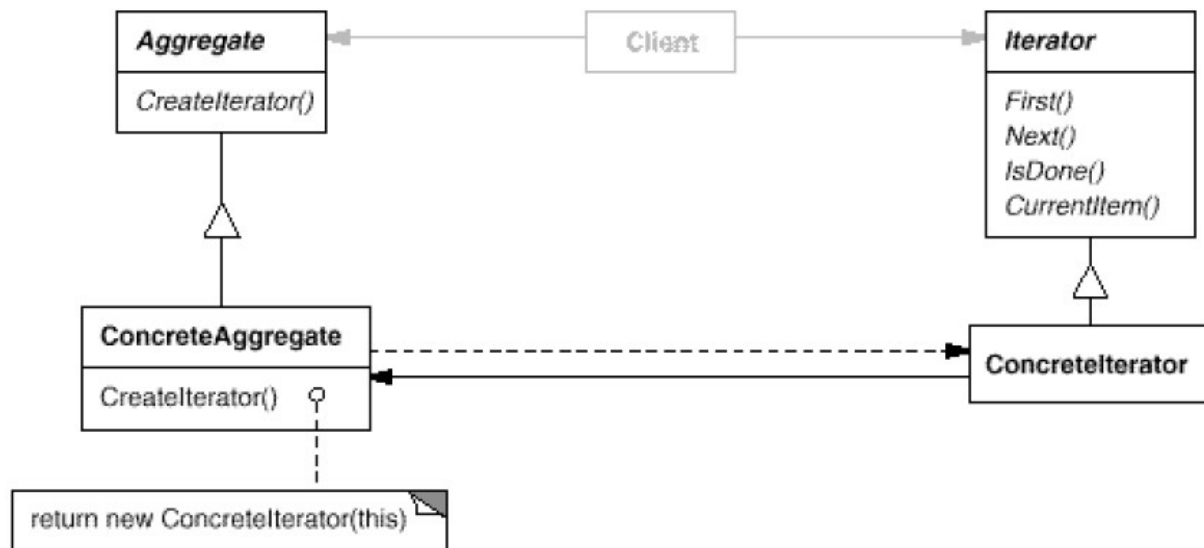 Aggregate
CreateIterator()
Client
Iterator
First()
Next()
IsDone()
CurrentItem()
ConcreteAggregate
CreateIterator()
ConcreteIterator
return new ConcreteIterator(this)